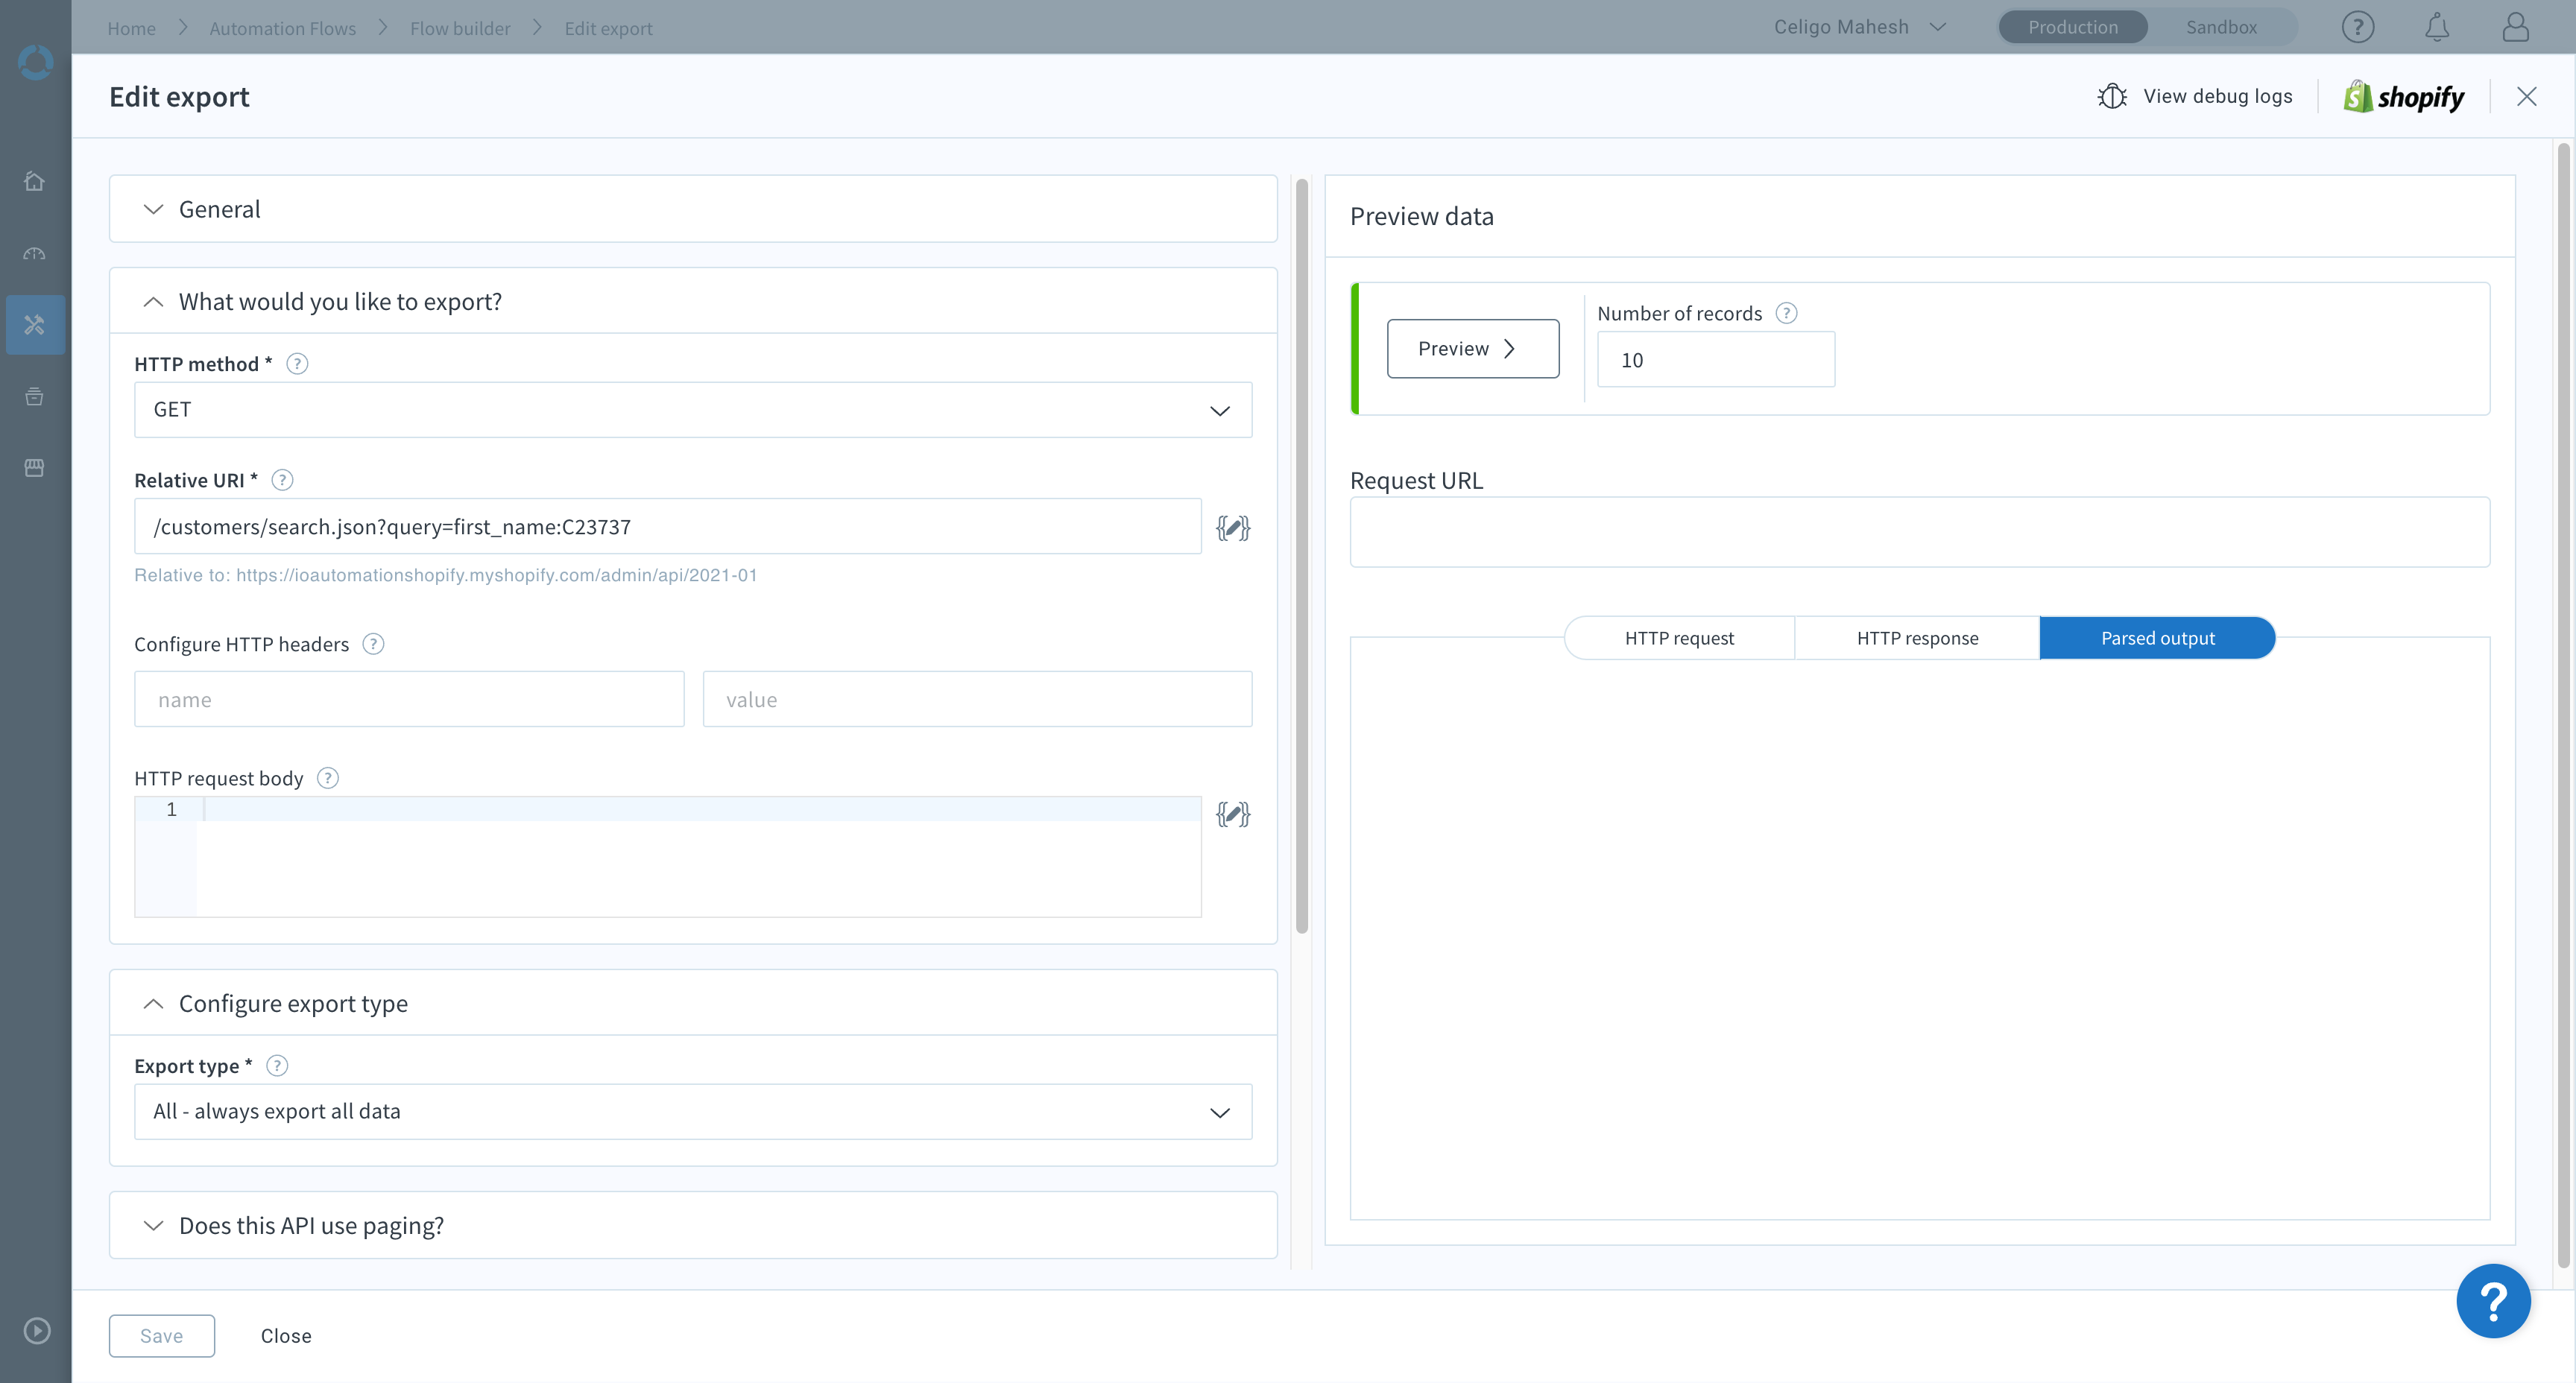 Home > Automation Flows > Flow builder > Edit export
Celigo Mahesh
Production
Sandbox
?
Edit export
View debug logs
shopify
General
What would you like to export?
HTTP method * ?
GET
Relative URI * ?
/customers/search.json?query=first_name:C23737
Relative to: https://ioautomationshopify.myshopify.com/admin/api/2021-01
Configure HTTP headers ?
name
value
HTTP request body ?
1
Configure export type
Export type * ?
All - always export all data
Does this API use paging?
Save
Close
Preview data
Preview
Number of records ?
10
Request URL
HTTP request
HTTP response
Parsed output
?